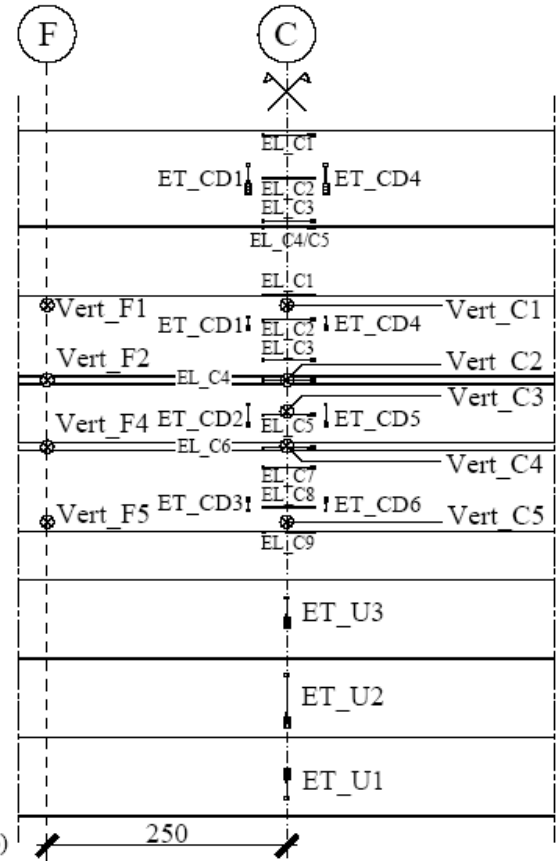 F C
EL_C1
ET_CD1 ET_CD4
EL_C2
EL_C3
EL_C4/C5
EL_C1
Vert_F1 Vert_C1
ET_CD1 EL_C2 ET_CD4
EL_C3
Vert_F2 Vert_C2
EL_C4
Vert_C3
Vert_F4 ET_CD2 EL_C5 ET_CD5
EL_C6
Vert_C4
EL_C7
EL_C8
ET_CD3 ET_CD6
Vert_F5 Vert_C5
EL_C9
ET_U3
ET_U2
ET_U1
250
)